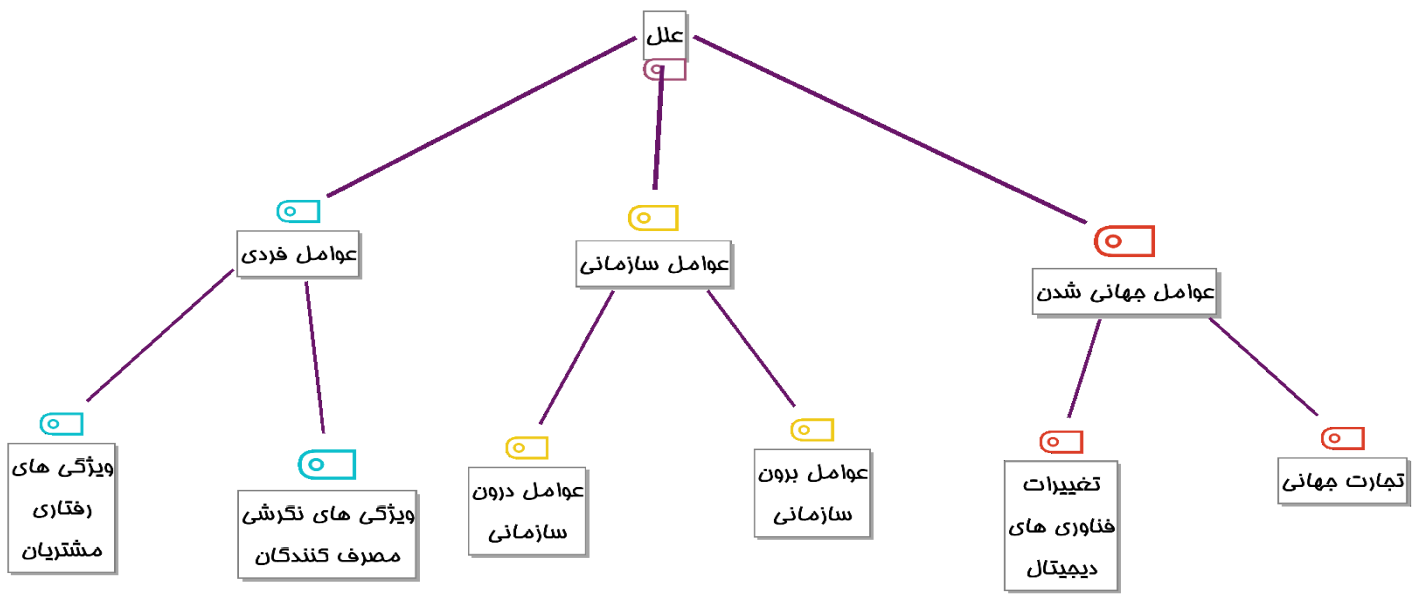 علل
عوامل جهانی شدن
عوامل سازمانی
عوامل فردی
تجارت جهانی
تغییرات
فناوری های
دیجیتال
عوامل برون
سازمانی
عوامل درون
سازمانی
ویژگی های نگرشی
مصرف کنندگان
ویژگی های
رفتاری
مشتریان